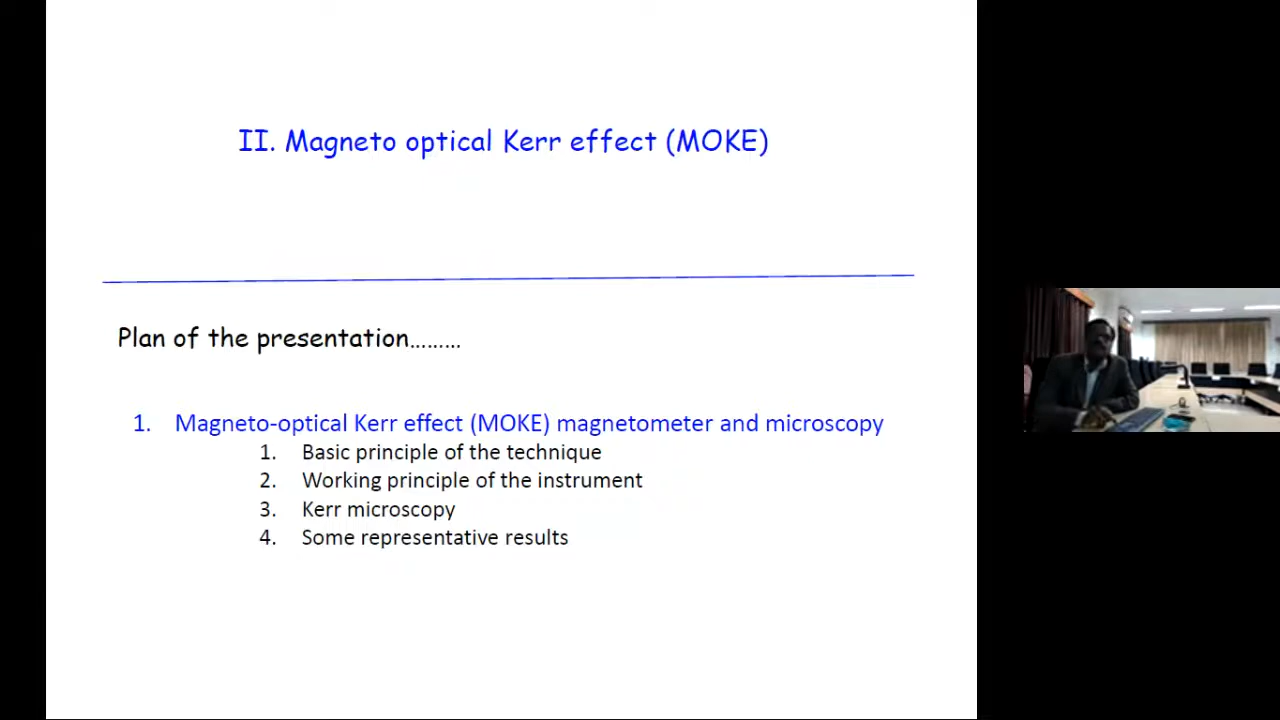 II. Magneto optical Kerr effect (MOKE)
Plan of the presentation.........
1. Magneto-optical Kerr effect (MOKE) magnetometer and microscopy
1. Basic principle of the technique
2. Working principle of the instrument
3. Kerr microscopy
4. Some representative results